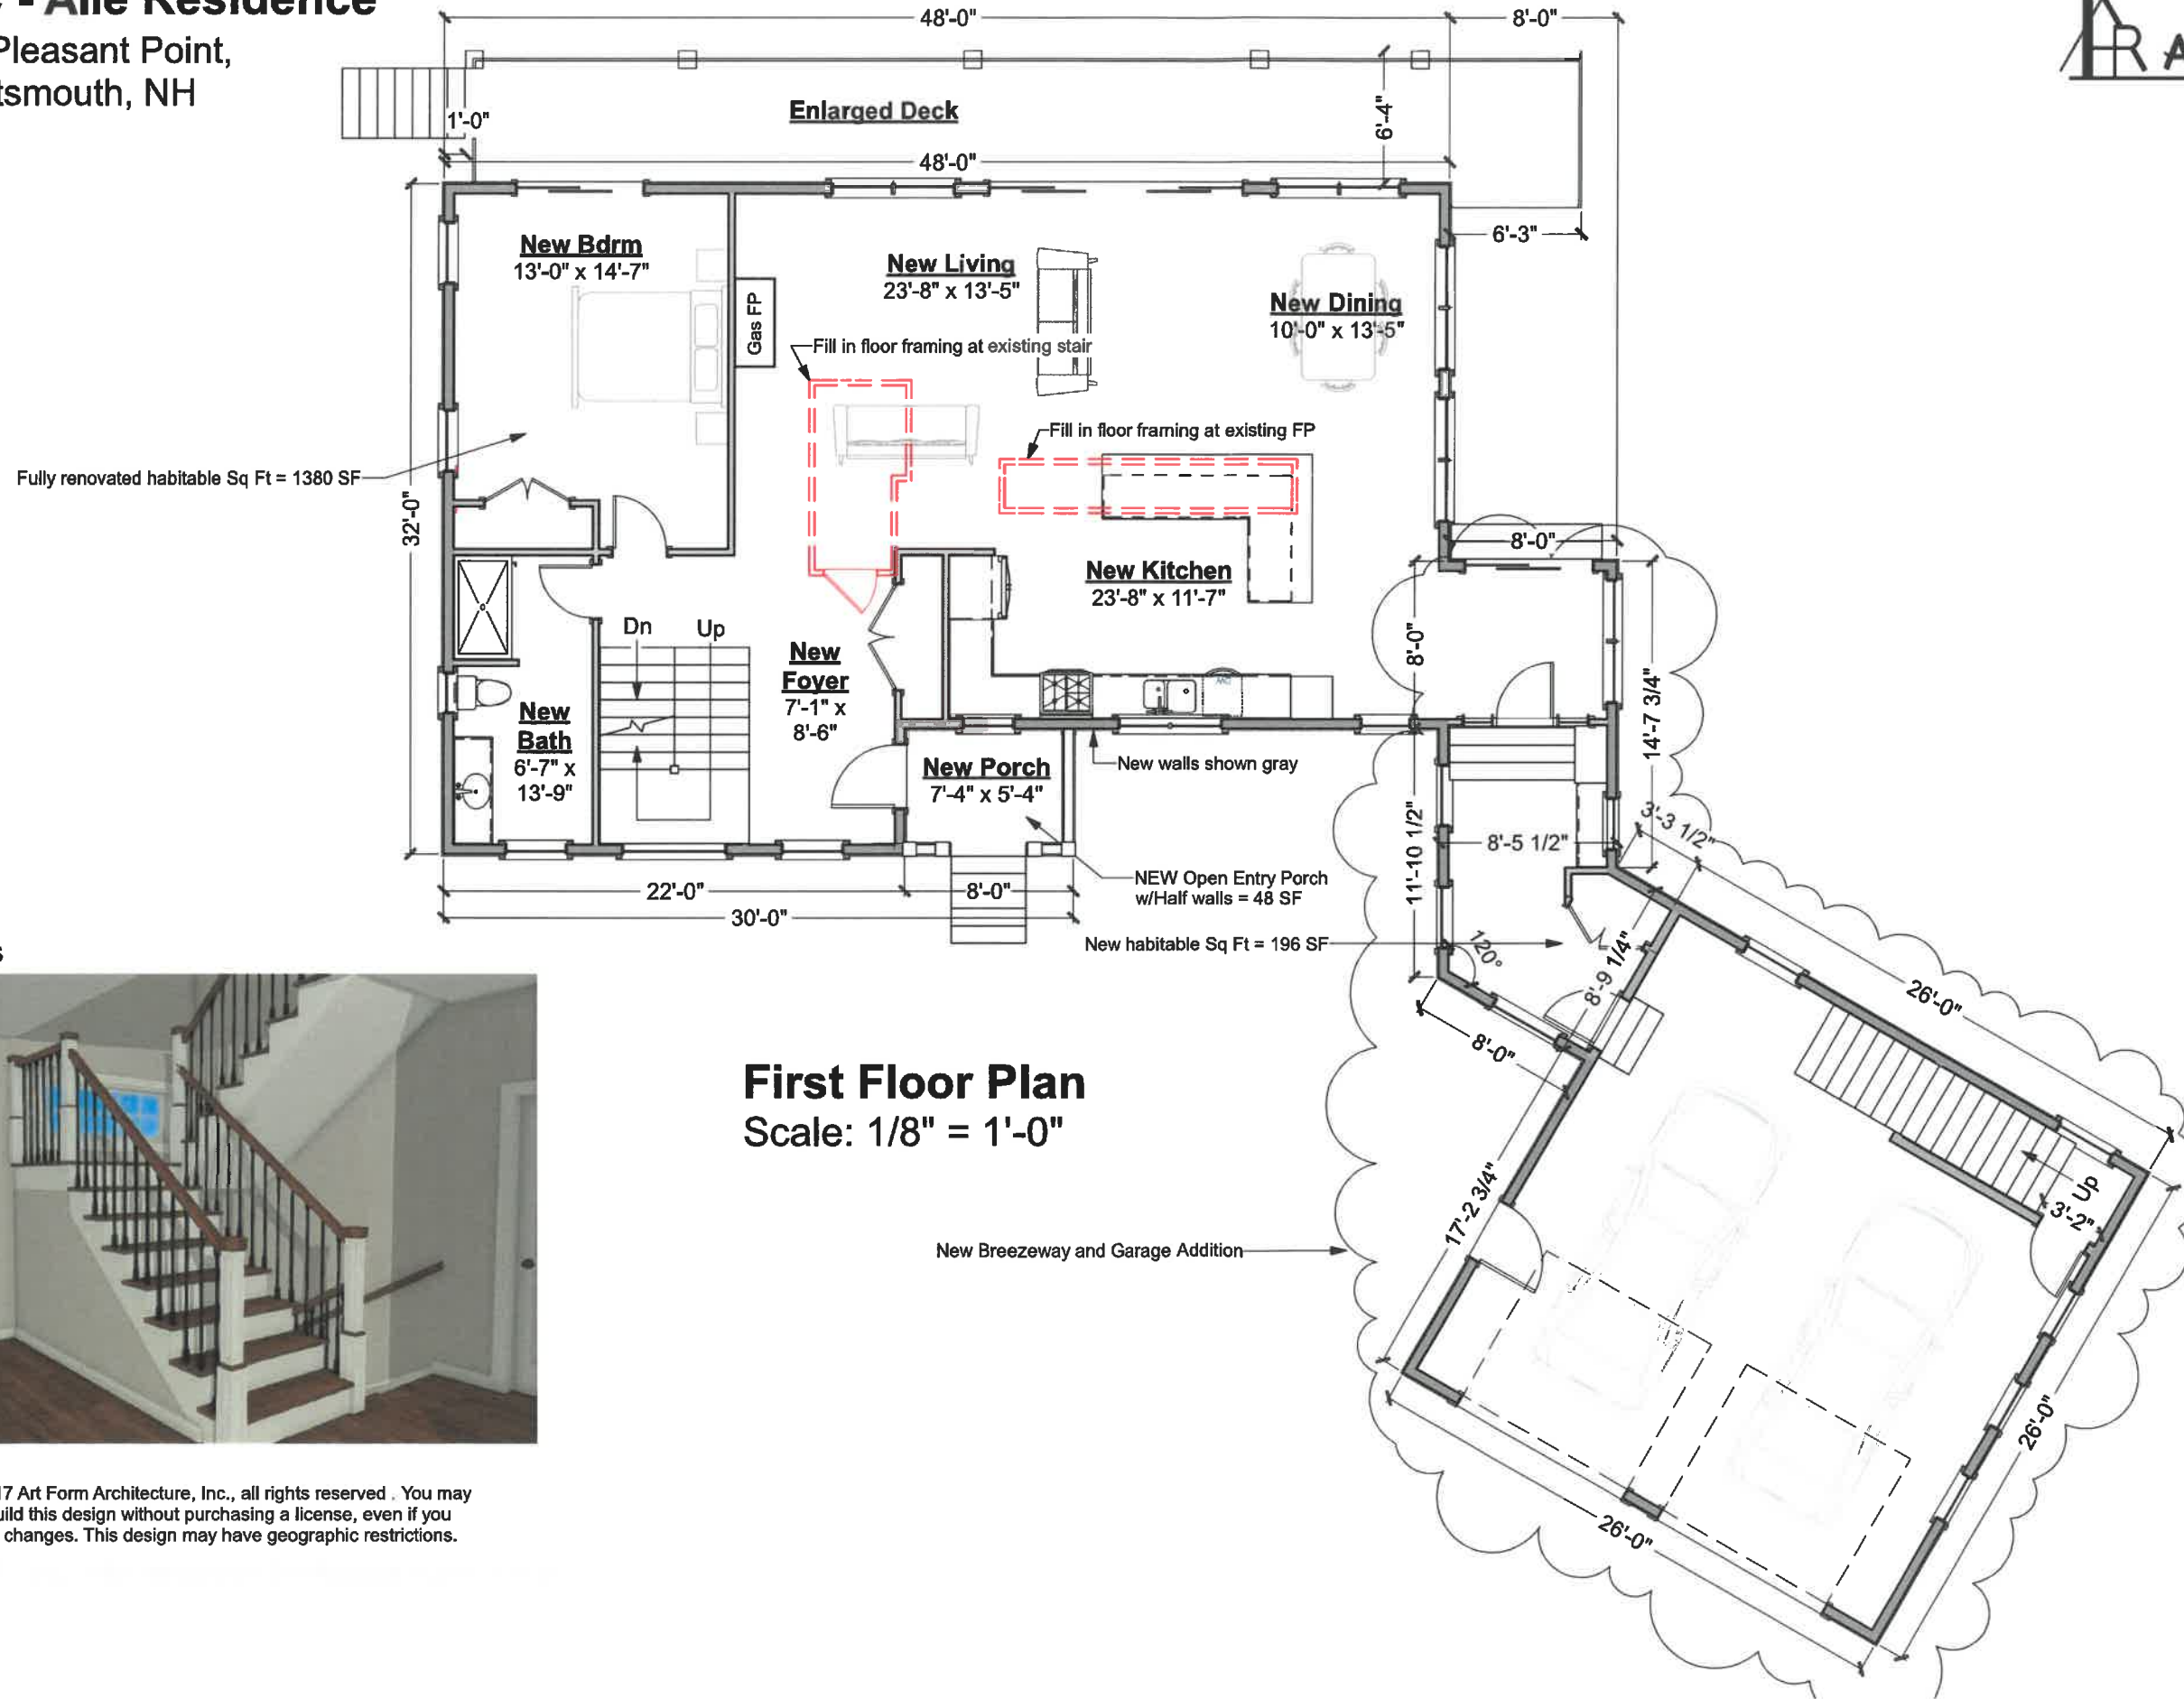 - Alie Residence
Pleasant Point,
tsmouth, NH
48'-0"
8'-0"
R A
Enlarged Deck
1'-0"
6'-4"
48'-0"
6'-3"
New Bdrm
13'-0" x 14'-7"
New Living
23'-8" x 13'-5"
New Dining
10'-0" x 13'-5"
Gas FP
Fill in floor framing at existing stair
Fill in floor framing at existing FP
Fully renovated habitable Sq Ft = 1380 SF
32'-0"
8'-0"
New Kitchen
23'-8" x 11'-7"
8'-0"
14'-7 3/4"
Dn
Up
New
Foyer
7'-1" x
8'-6"
New
Bath
6'-7" x
13'-9"
DW
New Porch
7'-4" x 5'-4"
New walls shown gray
11'-10 1/2"
8'-5 1/2"
3'-3 1/2"
22'-0"
8'-0"
30'-0"
NEW Open Entry Porch
w/Half walls = 48 SF
New habitable Sq Ft = 196 SF
120°
8'-9 1/4"
8'-0"
26'-0"
s
First Floor Plan
Scale: 1/8" = 1'-0"
17'-2 3/4"
Up
3'-2"
New Breezeway and Garage Addition
26'-0"
26'-0"
17 Art Form Architecture, Inc., all rights reserved . You may
uild this design without purchasing a license, even if you
changes. This design may have geographic restrictions.